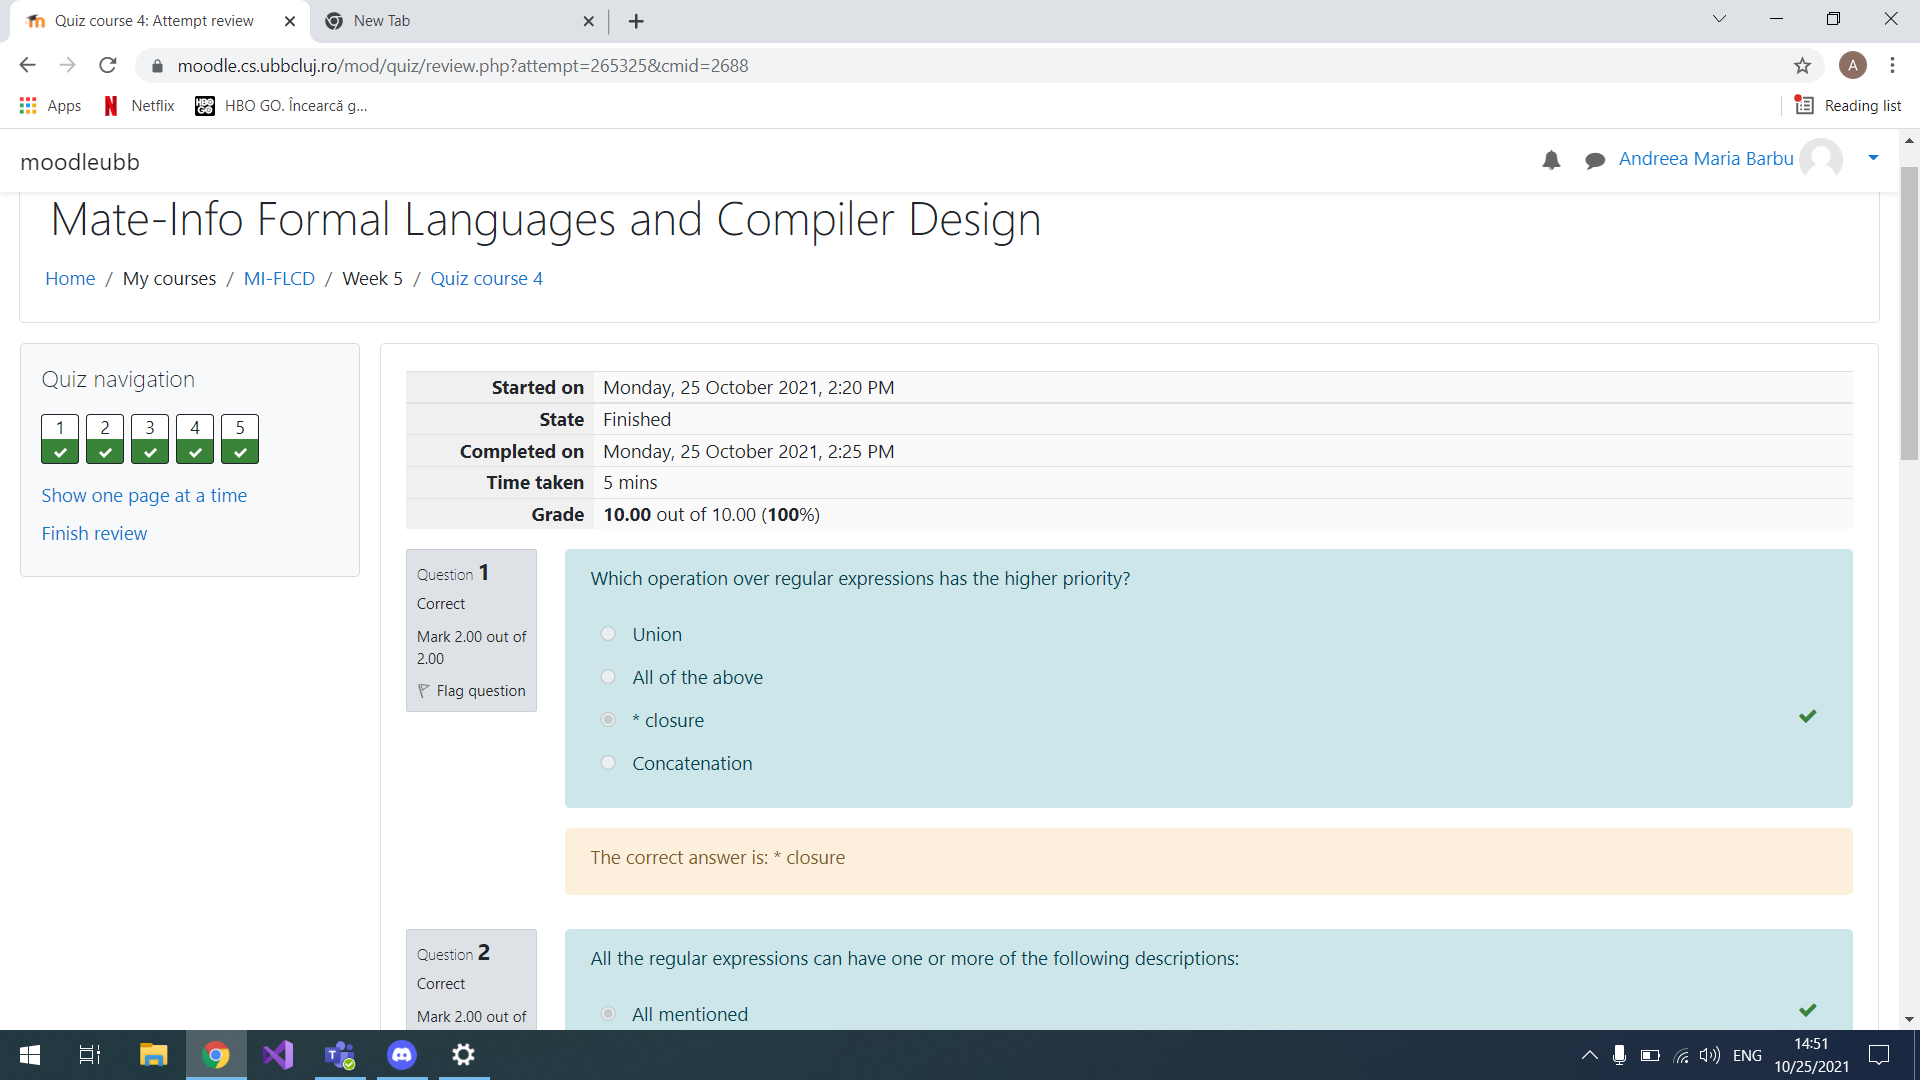 Quiz course 4: Attempt review
New Tab
moodle.cs.ubbcluj.ro/mod/quiz/review.php?attempt=265325&cmid=2688
A
Apps
Netflix
HBO GO
HBO GO. Încearcă g...
Reading list
moodleubb
Andreea Maria Barbu
Mate-Info Formal Languages and Compiler Design
Home / My courses / MI-FLCD / Week 5 / Quiz course 4
Quiz navigation
1 2 3 4 5
Show one page at a time
Finish review
Started on Monday, 25 October 2021, 2:20 PM
State Finished
Completed on Monday, 25 October 2021, 2:25 PM
Time taken 5 mins
Grade 10.00 out of 10.00 (100%)
Question 1
Correct
Mark 2.00 out of
2.00
Flag question
Which operation over regular expressions has the higher priority?
Union
All of the above
* closure
Concatenation
The correct answer is: * closure
Question 2
Correct
Mark 2.00 out of
All the regular expressions can have one or more of the following descriptions:
All mentioned
ENG
14:51
10/25/2021